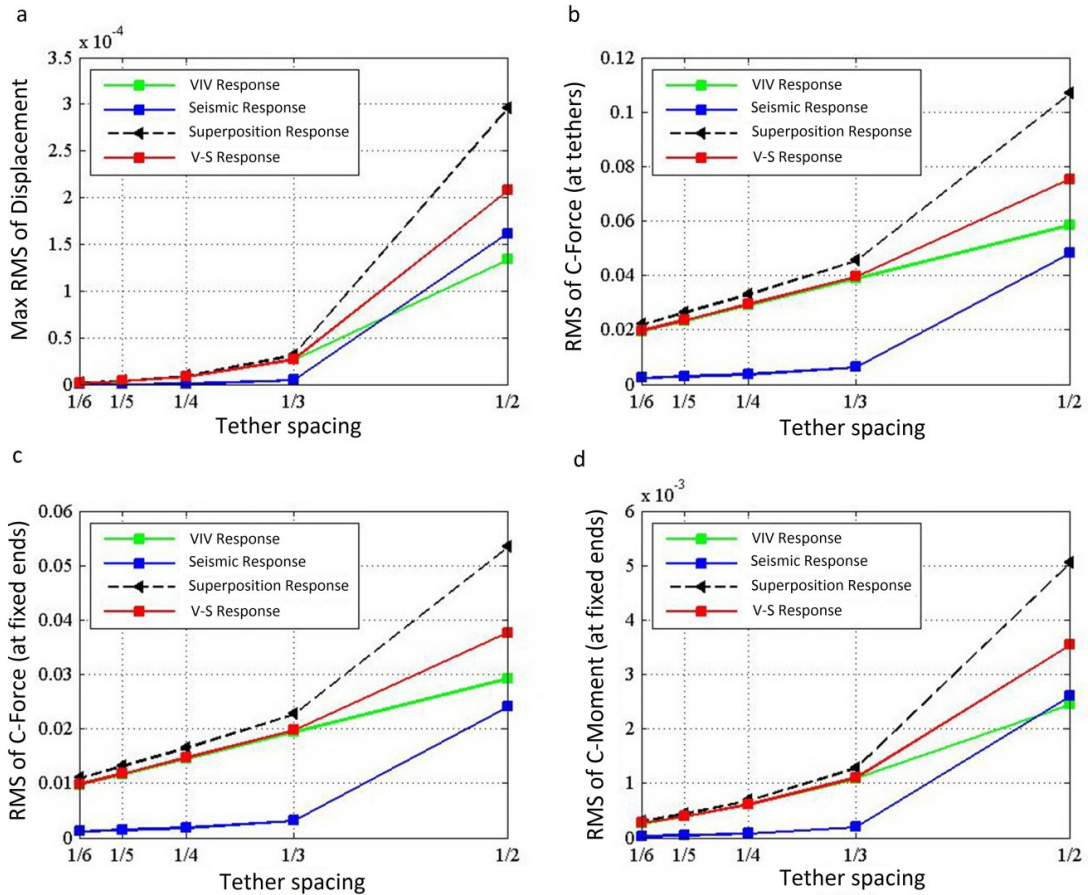 a
x 10⁻⁴
3.5
3
2.5
2
1.5
1
0.5
0
Max RMS of Displacement
VIV Response
Seismic Response
Superposition Response
V-S Response
1/6 1/5 1/4 1/3 1/2
Tether spacing
b
0.12
0.1
0.08
0.06
0.04
0.02
0
RMS of C-Force (at tethers)
VIV Response
Seismic Response
Superposition Response
V-S Response
1/6 1/5 1/4 1/3 1/2
Tether spacing
c
0.06
0.05
0.04
0.03
0.02
0.01
0
RMS of C-Force (at fixed ends)
VIV Response
Seismic Response
Superposition Response
V-S Response
1/6 1/5 1/4 1/3 1/2
Tether spacing
d
x 10⁻³
6
5
4
3
2
1
0
RMS of C-Moment (at fixed ends)
VIV Response
Seismic Response
Superposition Response
V-S Response
1/6 1/5 1/4 1/3 1/2
Tether spacing